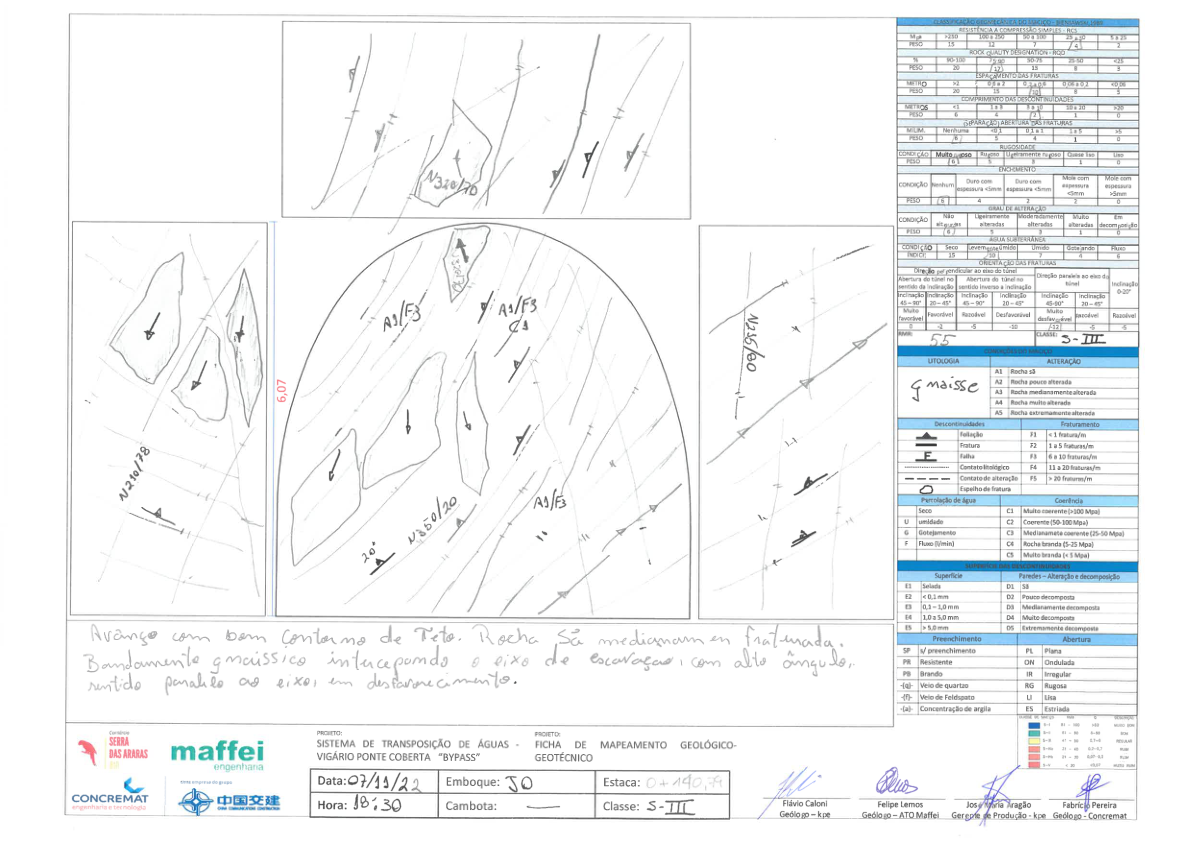 N320/70
A1/F3
A1/F3
C1
6,07
N230/78
N350/20
20°
A1/F3
N255/80
Avanço com bom contorno de Teto. Rocha Sã medianamen fraturada.
Bandamento gnaissico interceptando o eixo de escavação, com alto ângulo,
sentido paralelo ao eixo, em desfavorecimento.
CLASSIFICAÇÃO GEOMECÂNICA DO MACIÇO - BIENIAWSKI, 1989
RESISTÊNCIA A COMPRESSÃO SIMPLES - RCS
Mpa >250 100 a 250 50 a 100 25 a 50 5 a 25
PESO 15 12 7 4 2
ROCK QUALITY DESIGNATION - RQD
% 90-100 75-90 50-75 25-50 <25
PESO 20 (12) 13 8 3
ESPAÇAMENTO DAS FRATURAS
METRO >2 0,6 a 2 0,2 a 0,6 0,06 a 0,2 <0,06
PESO 20 15 10 8 5
COMPRIMENTO DAS DESCONTINUIDADES
METROS <1 1 a 3 3 a 10 10 a 20 >20
PESO 6 4 2 1 0
SEPARAÇÃO/ABERTURA DAS FRATURAS
MILIM. Nenhuma <0,1 0,1 a 1 1 a 5 >5
PESO 6 5 4 1 0
RUGOSIDADE
CONDIÇÃO Muito rugoso Rugoso Ligeiramente rugoso Quase liso Liso
PESO 6 5 3 1 0
ENCHIMENTO
CONDIÇÃO Nenhum Duro com espessura <5mm Duro com espessura <5mm Mole com espessura <5mm Mole com espessura >5mm
PESO 6 4 2 2 0
GRAU DE ALTERAÇÃO
CONDIÇÃO Não alteradas Ligeiramente alteradas Moderadamente alteradas Muito alteradas Em decomposição
PESO 6 5 3 1 0
ÁGUA SUBTERRÂNEA
CONDIÇÃO Seco Levemente úmido Úmido Gotejando Fluxo
ÍNDICE 15 10 7 4 6
ORIENTAÇÃO DAS FRATURAS
Direção perpendicular ao eixo do túnel Direção paralela ao eixo do túnel Inclinação 0-20°
Abertura do túnel no sentido da inclinação Abertura do túnel no sentido inverso a inclinação
Inclinação 45 – 90° Inclinação 20 – 45° Inclinação 45 – 90° Inclinação 20 – 45° Inclinação 45-90° Inclinação 20 – 45°
Muito favorável Favorável Razoável Desfavorável Muito desfavorável Razoável Razoável
0 -2 -5 -10 -12 -5 -5
RMR: 55 CLASSE: S-III
CONDIÇÕES DO MACIÇO
LITOLOGIA ALTERAÇÃO
gnaisse
A1 Rocha sã
A2 Rocha pouco alterada
A3 Rocha medianamente alterada
A4 Rocha muito alterada
A5 Rocha extremamente alterada
Descontinuidades Fraturamento
Foliação F1 < 1 fratura/m
Fratura F2 1 a 5 fraturas/m
F Falha F3 6 a 10 fraturas/m
Contato litológico F4 11 a 20 fraturas/m
Contato de alteração F5 > 20 fraturas/m
Espelho de fratura
Percolação de água Coerência
Seco C1 Muito coerente (>100 Mpa)
U umidade C2 Coerente (50-100 Mpa)
G Gotejamento C3 Medianamate coerente (25-50 Mpa)
F Fluxo (l/min) C4 Rocha branda (5-25 Mpa)
C5 Muito branda (< 5 Mpa)
SUPERFÍCIE DAS DESCONTINUIDADES
Superfície Paredes – Alteração e decomposição
E1 Selada D1 Sã
E2 < 0,1 mm D2 Pouco decomposta
E3 0,1 – 1,0 mm D3 Medianamente decomposta
E4 1,0 a 5,0 mm D4 Muito decomposta
E5 > 5,0 mm D5 Extremamente decomposta
Preenchimento Abertura
SP s/ preenchimento PL Plana
PR Resistente ON Ondulada
PB Brando IR Irregular
-(q)- Veio de quartzo RG Rugosa
-(f)- Veio de Feldspato LI Lisa
-(a)- Concentração de argila ES Estriada
SERRA
DAS ARARAS
maffei
engenharia
CONCREMAT
engenharia e tecnologia
中国交建
PROJETO:
SISTEMA DE TRANSPOSIÇÃO DE ÁGUAS -
VIGÁRIO PONTE COBERTA "BYPASS"
PROJETO:
FICHA DE MAPEAMENTO GEOLÓGICO-
GEOTÉCNICO
Data: 07/11/22 Emboque: JO Estaca: 0+140,79
Hora: 18:30 Cambota: — Classe: S-III
Flávio Caloni
Geólogo – kpe
Felipe Lemos
Geólogo – ATO Maffei
José Maria Aragão
Gerente de Produção - kpe
Fabrício Pereira
Geólogo - Concremat